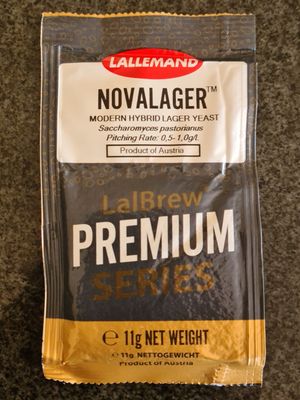 LALLEMAND
NOVALAGER™
MODERN HYBRID LAGER YEAST
Saccharomyces pastorianus
Pitching Rate: 0,5-1,0g/l
Product of Austria
LalBrew®
PREMIUM
SERIES
℮ 11g NET WEIGHT
℮ 11g NETTOGEWICHT
Product of Austria